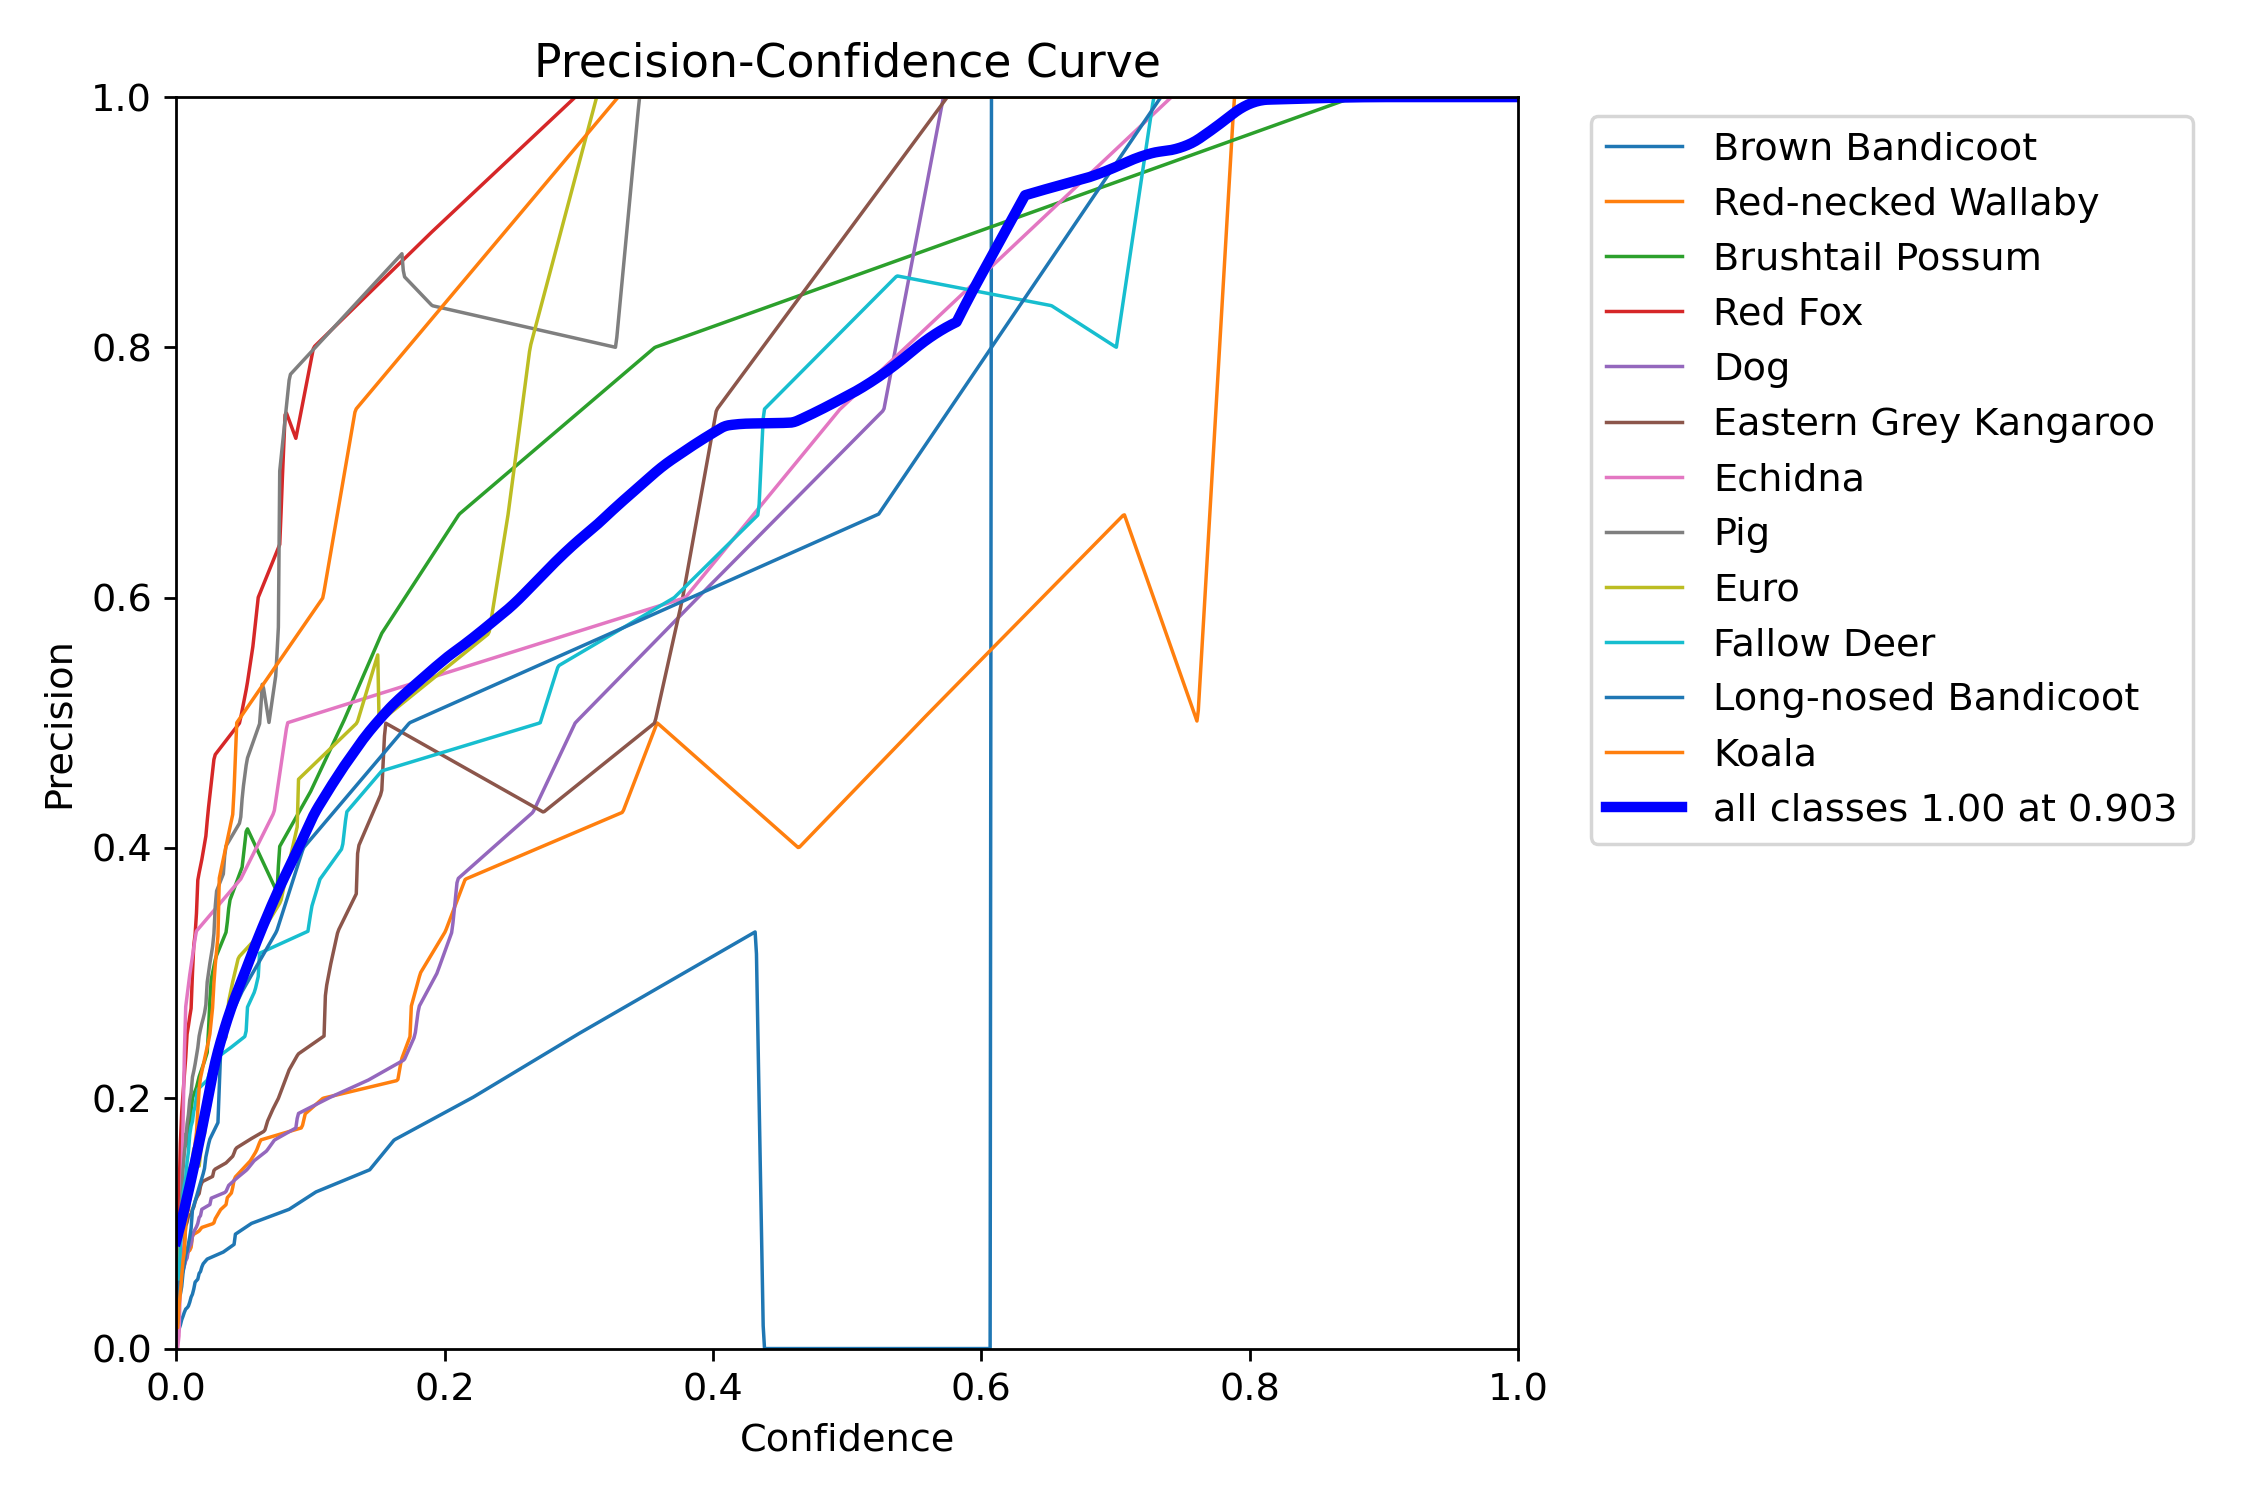 Precision-Confidence Curve
1.0
0.8
0.6
0.4
0.2
0.0
Precision
0.0 0.2 0.4 0.6 0.8 1.0
Confidence
Brown Bandicoot
Red-necked Wallaby
Brushtail Possum
Red Fox
Dog
Eastern Grey Kangaroo
Echidna
Pig
Euro
Fallow Deer
Long-nosed Bandicoot
Koala
all classes 1.00 at 0.903